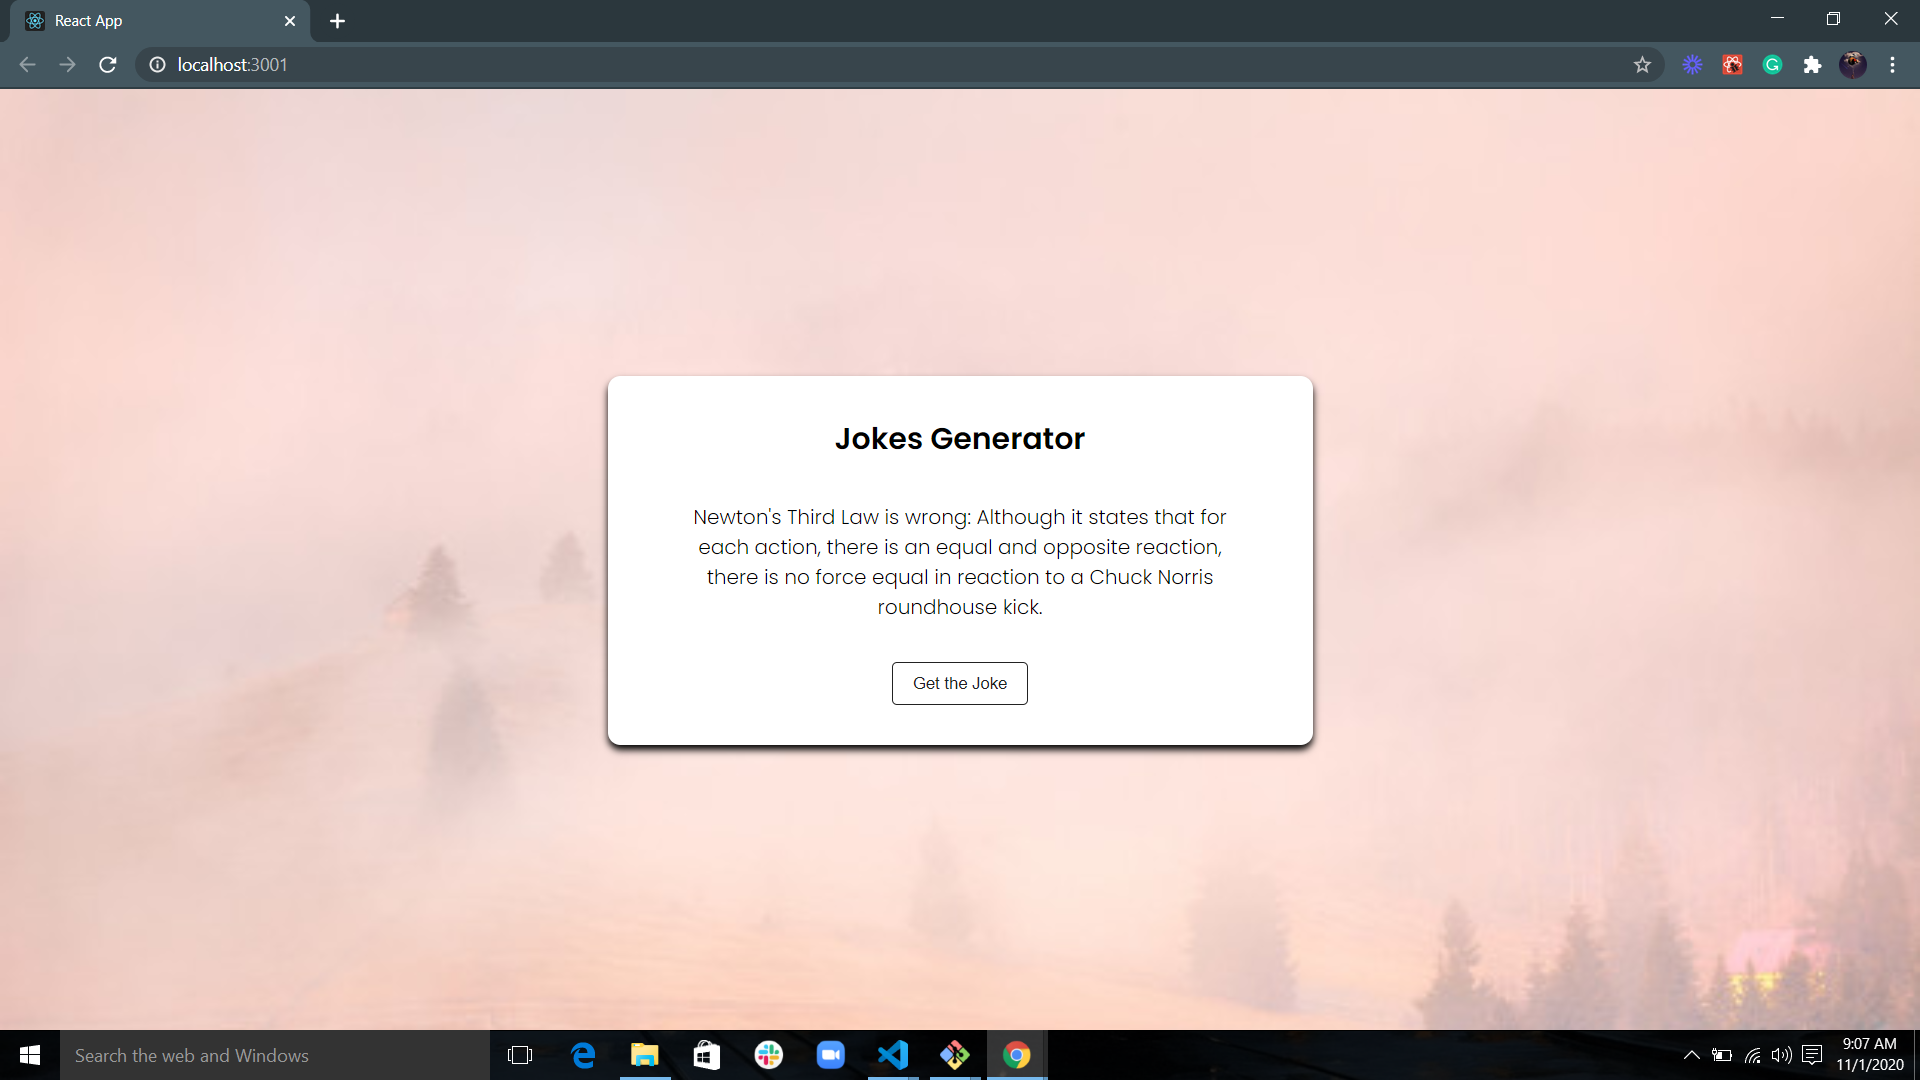 React App
localhost:3001
Jokes Generator
Newton's Third Law is wrong: Although it states that for
each action, there is an equal and opposite reaction,
there is no force equal in reaction to a Chuck Norris
roundhouse kick.
Get the Joke
Search the web and Windows
9:07 AM
11/1/2020